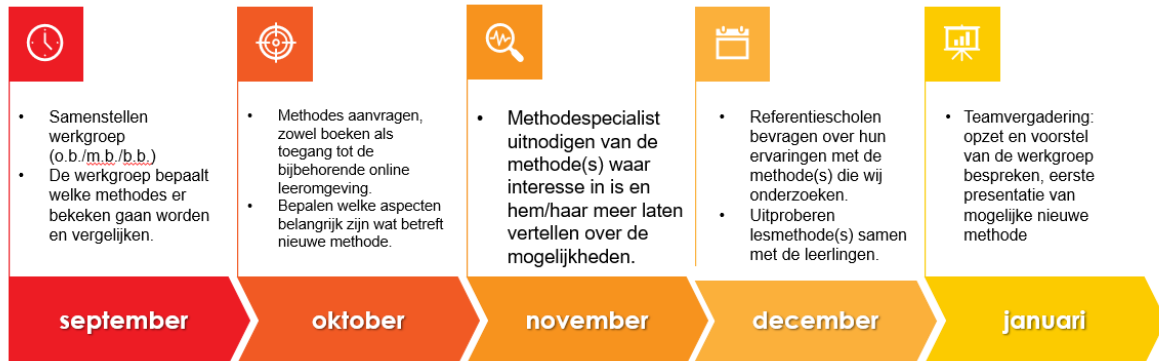 • Samenstellen
werkgroep
(o.b./m.b./b.b.)
• De werkgroep bepaalt
welke methodes er
bekeken gaan worden
en vergelijken.
• Methodes aanvragen,
zowel boeken als
toegang tot de
bijbehorende online
leeromgeving.
• Bepalen welke aspecten
belangrijk zijn wat betreft
nieuwe methode.
• Methodespecialist
uitnodigen van de
methode(s) waar
interesse in is en
hem/haar meer laten
vertellen over de
mogelijkheden.
• Referentiescholen
bevragen over hun
ervaringen met de
methode(s) die wij
onderzoeken.
• Uitproberen
lesmethode(s) samen
met de leerlingen.
• Teamvergadering:
opzet en voorstel
van de werkgroep
bespreken, eerste
presentatie van
mogelijke nieuwe
methode
september
oktober
november
december
januari